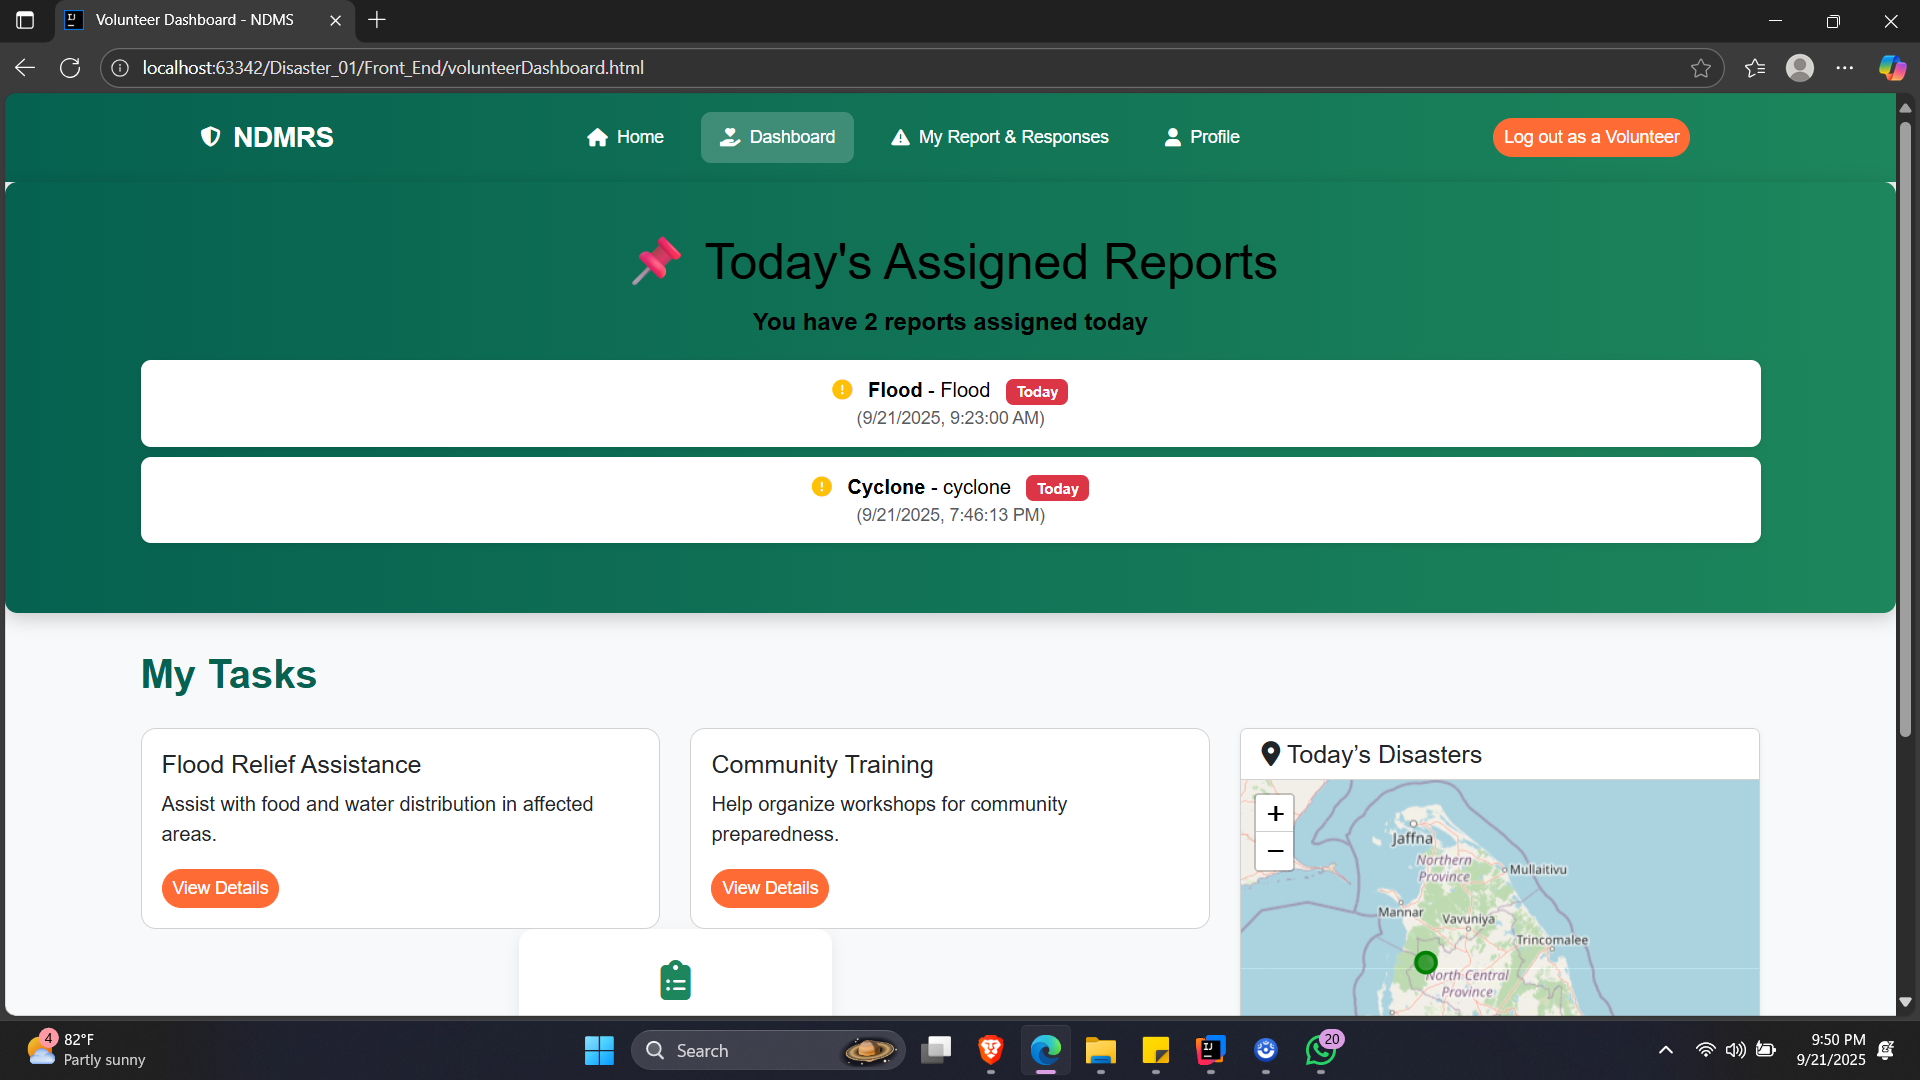 Volunteer Dashboard - NDMS
localhost:63342/Disaster_01/Front_End/volunteerDashboard.html
NDMRS
Home
Dashboard
My Report & Responses
Profile
Log out as a Volunteer
Today's Assigned Reports
You have 2 reports assigned today
Flood - Flood Today
(9/21/2025, 9:23:00 AM)
Cyclone - cyclone Today
(9/21/2025, 7:46:13 PM)
My Tasks
Flood Relief Assistance
Assist with food and water distribution in affected
areas.
View Details
Community Training
Help organize workshops for community
preparedness.
View Details
Today’s Disasters
+
−
Jaffna
Northern
Province
Mullaitivu
Mannar
Vavuniya
Trincomalee
North Central
Province
4
82°F
Partly sunny
Search
20
9:50 PM
9/21/2025